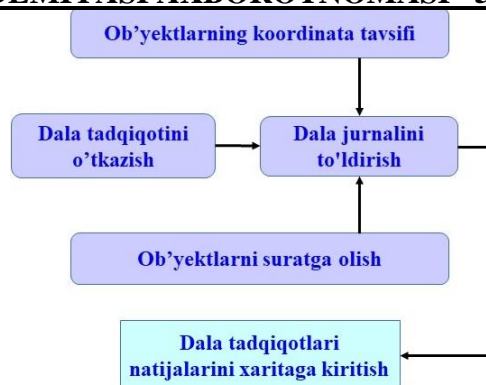 Ob'yektlarning koordinata tavsifi
Dala tadqiqotini
o'tkazish
Dala jurnalini
to'ldirish
Ob'yektlarni suratga olish
Dala tadqiqotlari
natijalarini xaritaga kiritish